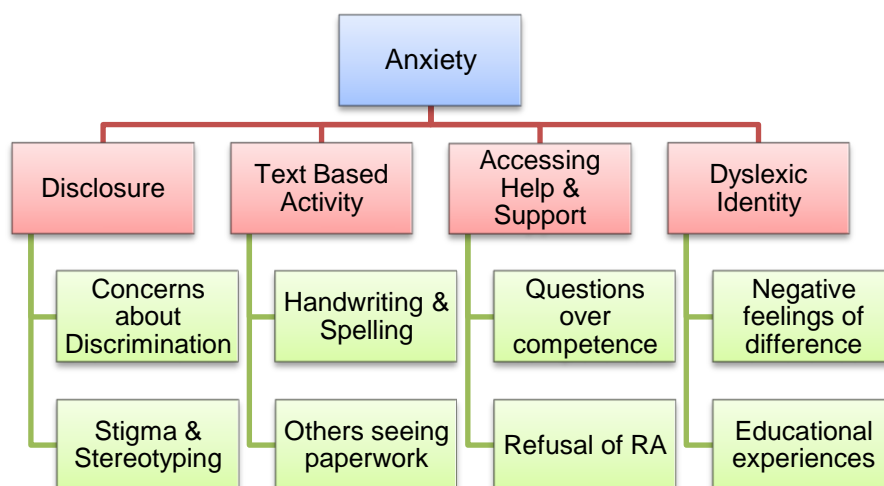 Anxiety
Disclosure
Text Based
Activity
Accessing
Help &
Support
Dyslexic
Identity
Concerns
about
Discrimination
Handwriting &
Spelling
Questions
over
competence
Negative
feelings of
difference
Stigma &
Stereotyping
Others seeing
paperwork
Refusal of RA
Educational
experiences